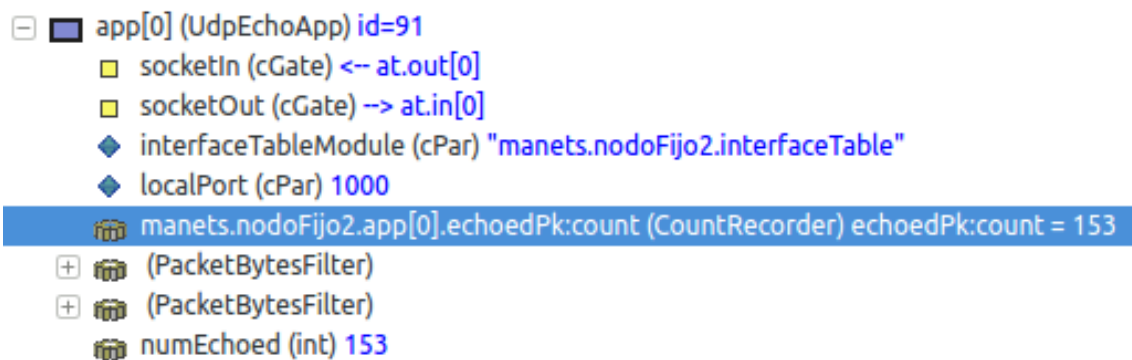 app[0] (UdpEchoApp) id=91
socketIn (cGate) <-- at.out[0]
socketOut (cGate) --> at.in[0]
interfaceTableModule (cPar) "manets.nodoFijo2.interfaceTable"
localPort (cPar) 1000
manets.nodoFijo2.app[0].echoedPk:count (CountRecorder) echoedPk:count = 153
(PacketBytesFilter)
(PacketBytesFilter)
numEchoed (int) 153